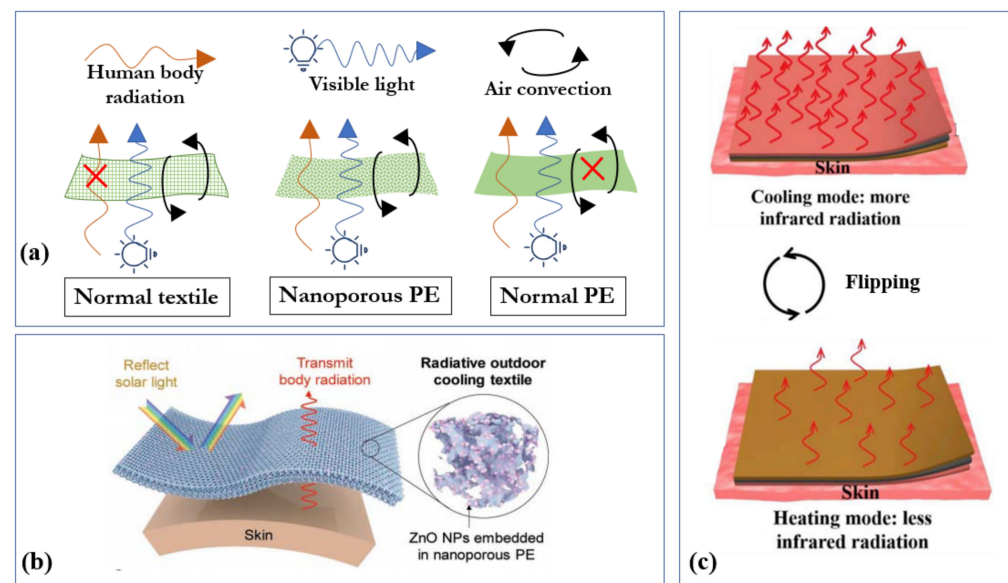 Human body
radiation
Visible light
Air convection
(a)
Normal textile
Nanoporous PE
Normal PE
Reflect
solar light
Transmit
body radiation
Radiative outdoor
cooling textile
Skin
ZnO NPs embedded
in nanoporous PE
(b)
Skin
Cooling mode: more
infrared radiation
Flipping
Skin
Heating mode: less
infrared radiation
(c)